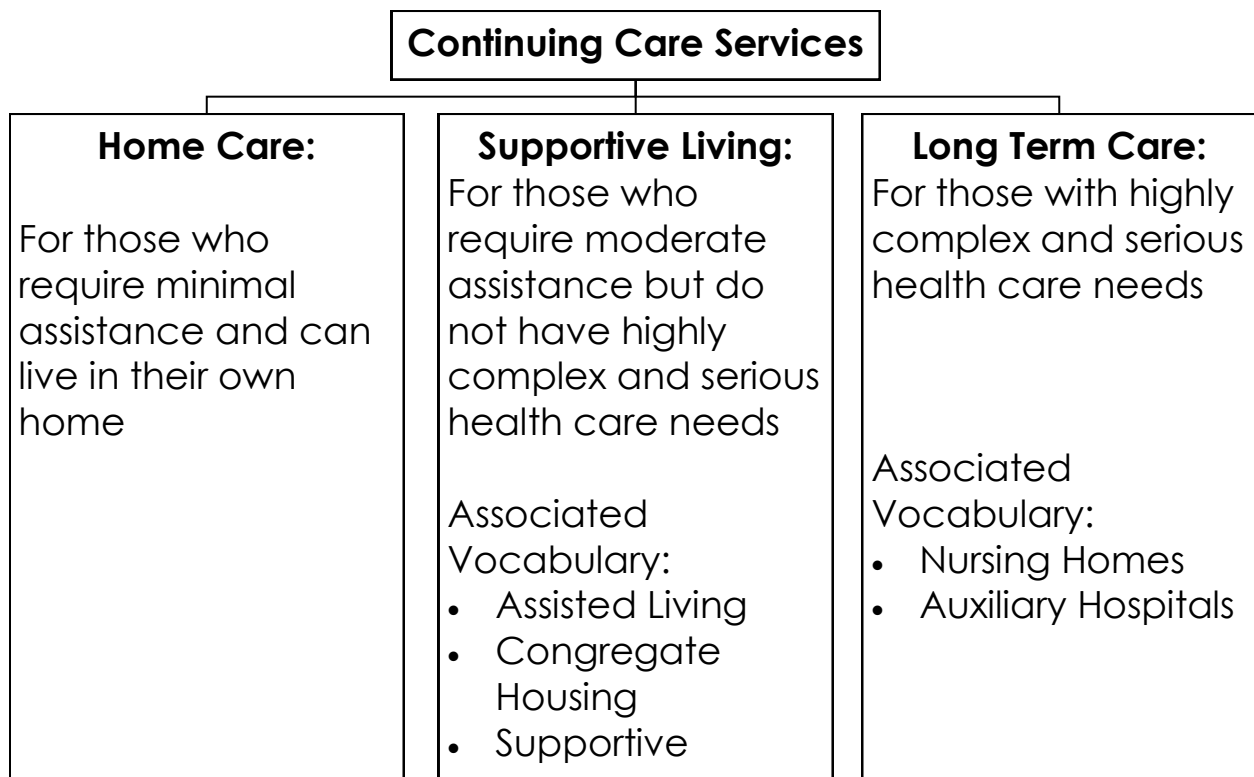 Continuing Care Services
Home Care:
For those who
require minimal
assistance and can
live in their own
home
Supportive Living:
For those who
require moderate
assistance but do
not have highly
complex and serious
health care needs
Associated
Vocabulary:
• Assisted Living
• Congregate
Housing
• Supportive
Long Term Care:
For those with highly
complex and serious
health care needs
Associated
Vocabulary:
• Nursing Homes
• Auxiliary Hospitals